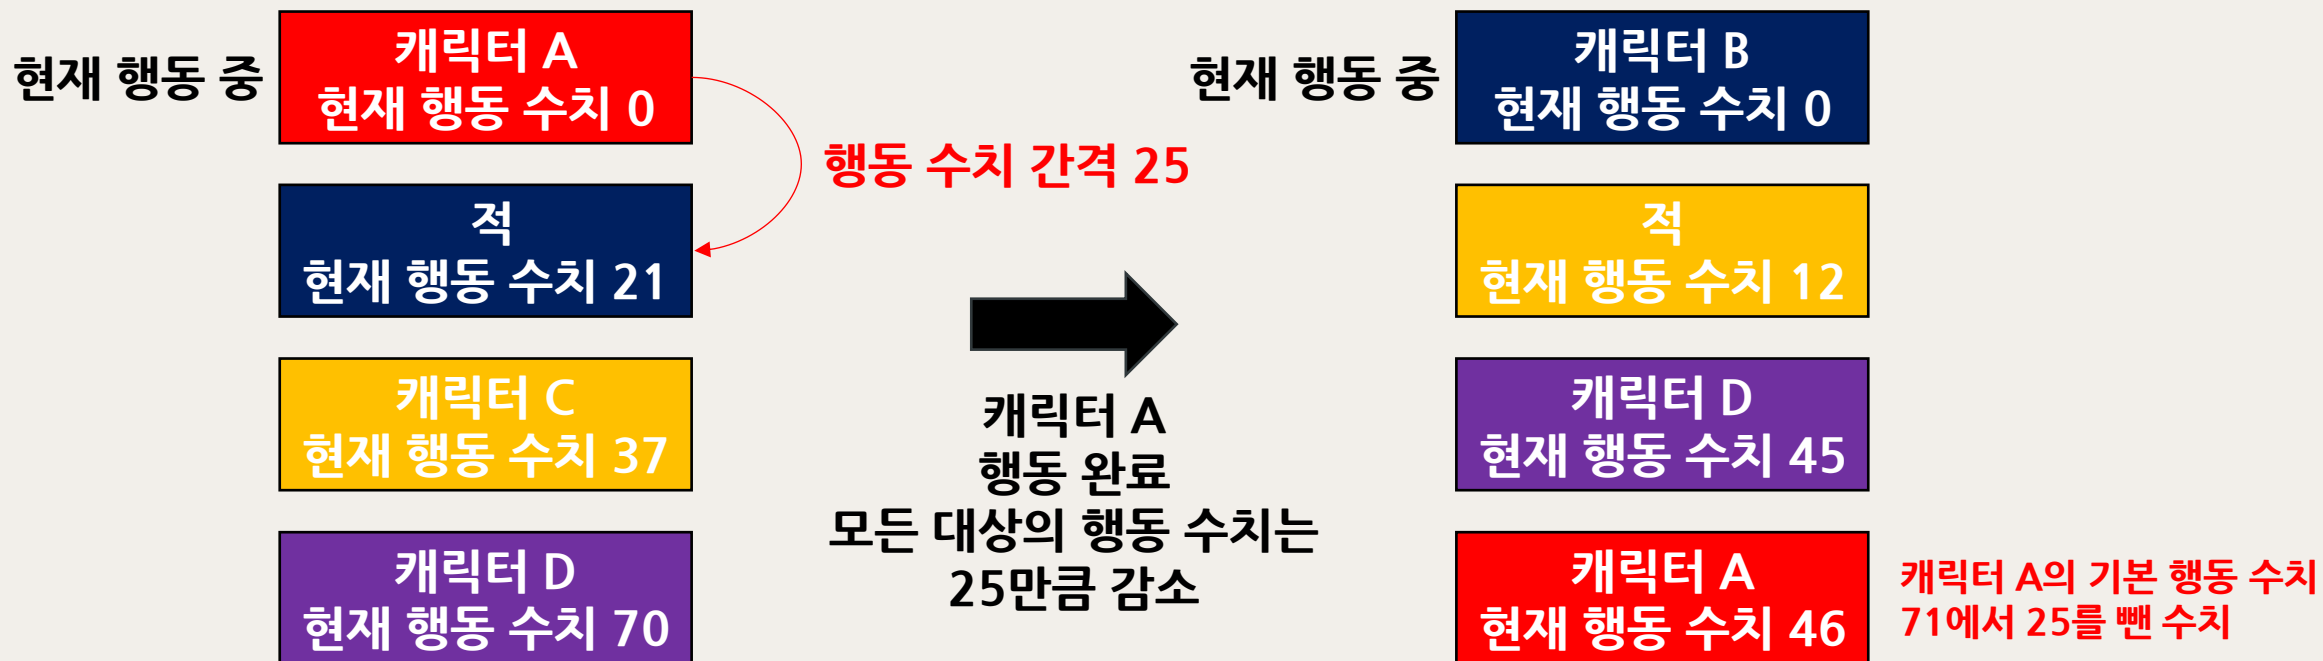 현재 행동 중
캐릭터 A
현재 행동 수치 0
적
현재 행동 수치 21
캐릭터 C
현재 행동 수치 37
캐릭터 D
현재 행동 수치 70
행동 수치 간격 25
캐릭터 A
행동 완료
모든 대상의 행동 수치는
25만큼 감소
현재 행동 중
캐릭터 B
현재 행동 수치 0
적
현재 행동 수치 12
캐릭터 D
현재 행동 수치 45
캐릭터 A
현재 행동 수치 46
캐릭터 A의 기본 행동 수치
71에서 25를 뺀 수치